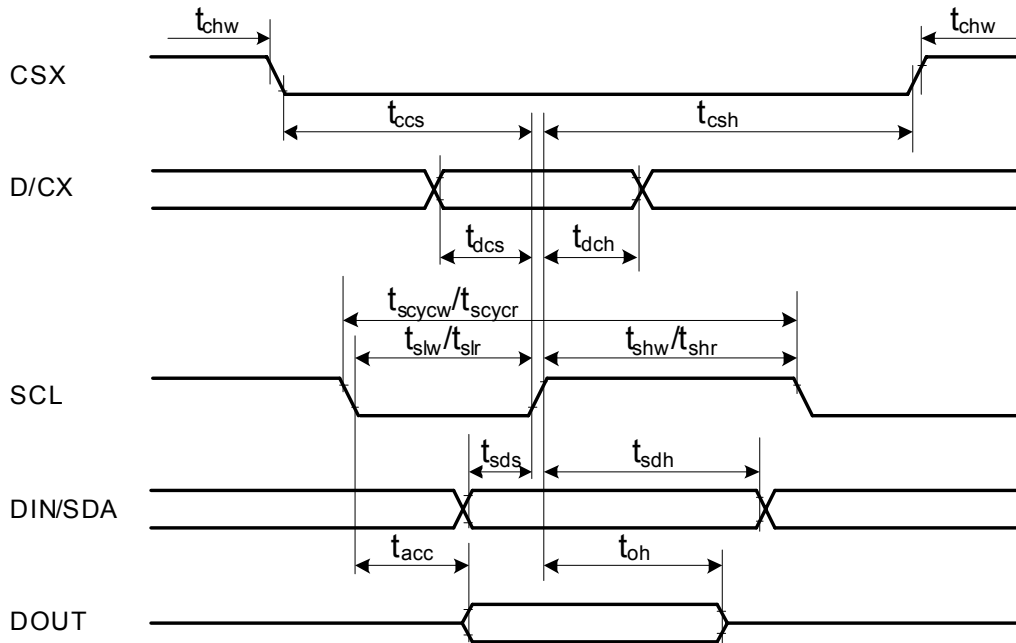 tchw tchw
CSX
tccs tcsh
D/CX
tdcs tdch
tscycw/tscycr
tslw/tslr tshw/tshr
SCL
tsds tsdh
DIN/SDA
tacc toh
DOUT